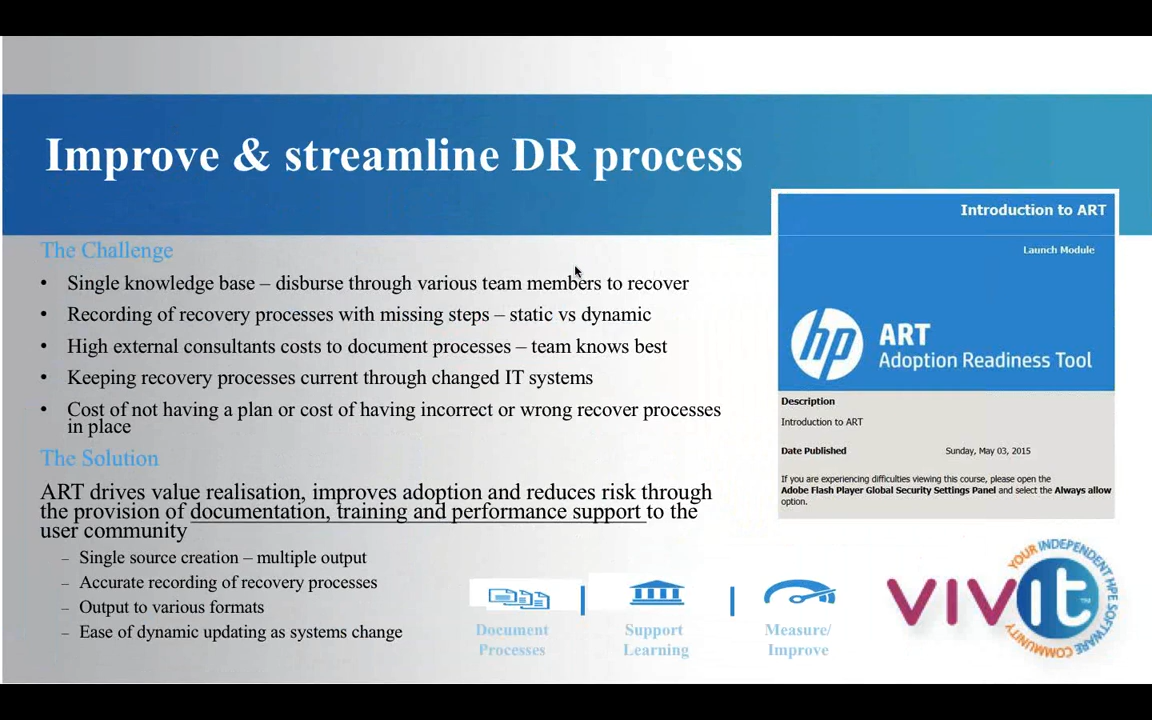 Improve & streamline DR process
The Challenge
• Single knowledge base – disburse through various team members to recover
• Recording of recovery processes with missing steps – static vs dynamic
• High external consultants costs to document processes – team knows best
• Keeping recovery processes current through changed IT systems
• Cost of not having a plan or cost of having incorrect or wrong recover processes
in place
The Solution
ART drives value realisation, improves adoption and reduces risk through
the provision of documentation, training and performance support to the
user community
– Single source creation – multiple output
– Accurate recording of recovery processes
– Output to various formats
– Ease of dynamic updating as systems change
Introduction to ART
Launch Module
hp
ART
Adoption Readiness Tool
Description
Introduction to ART
Date Published Sunday, May 03, 2015
If you are experiencing difficulties viewing this course, please open the
Adobe Flash Player Global Security Settings Panel and select the Always allow
option.
Document
Processes
Support
Learning
Measure/
Improve
VIVIT™
YOUR INDEPENDENT HPE SOFTWARE COMMUNITY